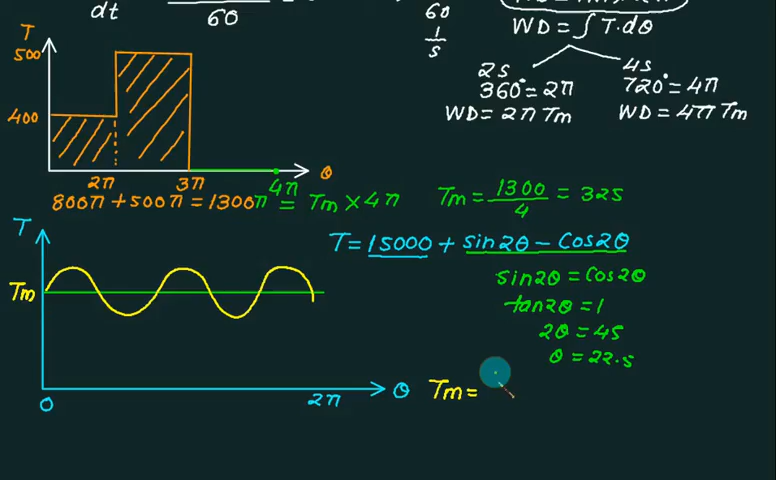 dt
60
60
1
s
WD = ∫ T.dθ
2s
360° = 2π
WD = 2π Tm
4s
720° = 4π
WD = 4π Tm
T
500
400
2π
3π
4π
θ
800π + 500π = 1300π = Tm × 4π
Tm = 1300/4 = 325
T
T = 15000 + sin2θ - Cos2θ
sin2θ = Cos2θ
tan2θ = 1
2θ = 45
θ = 22.5
Tm
0
2π
θ
Tm =